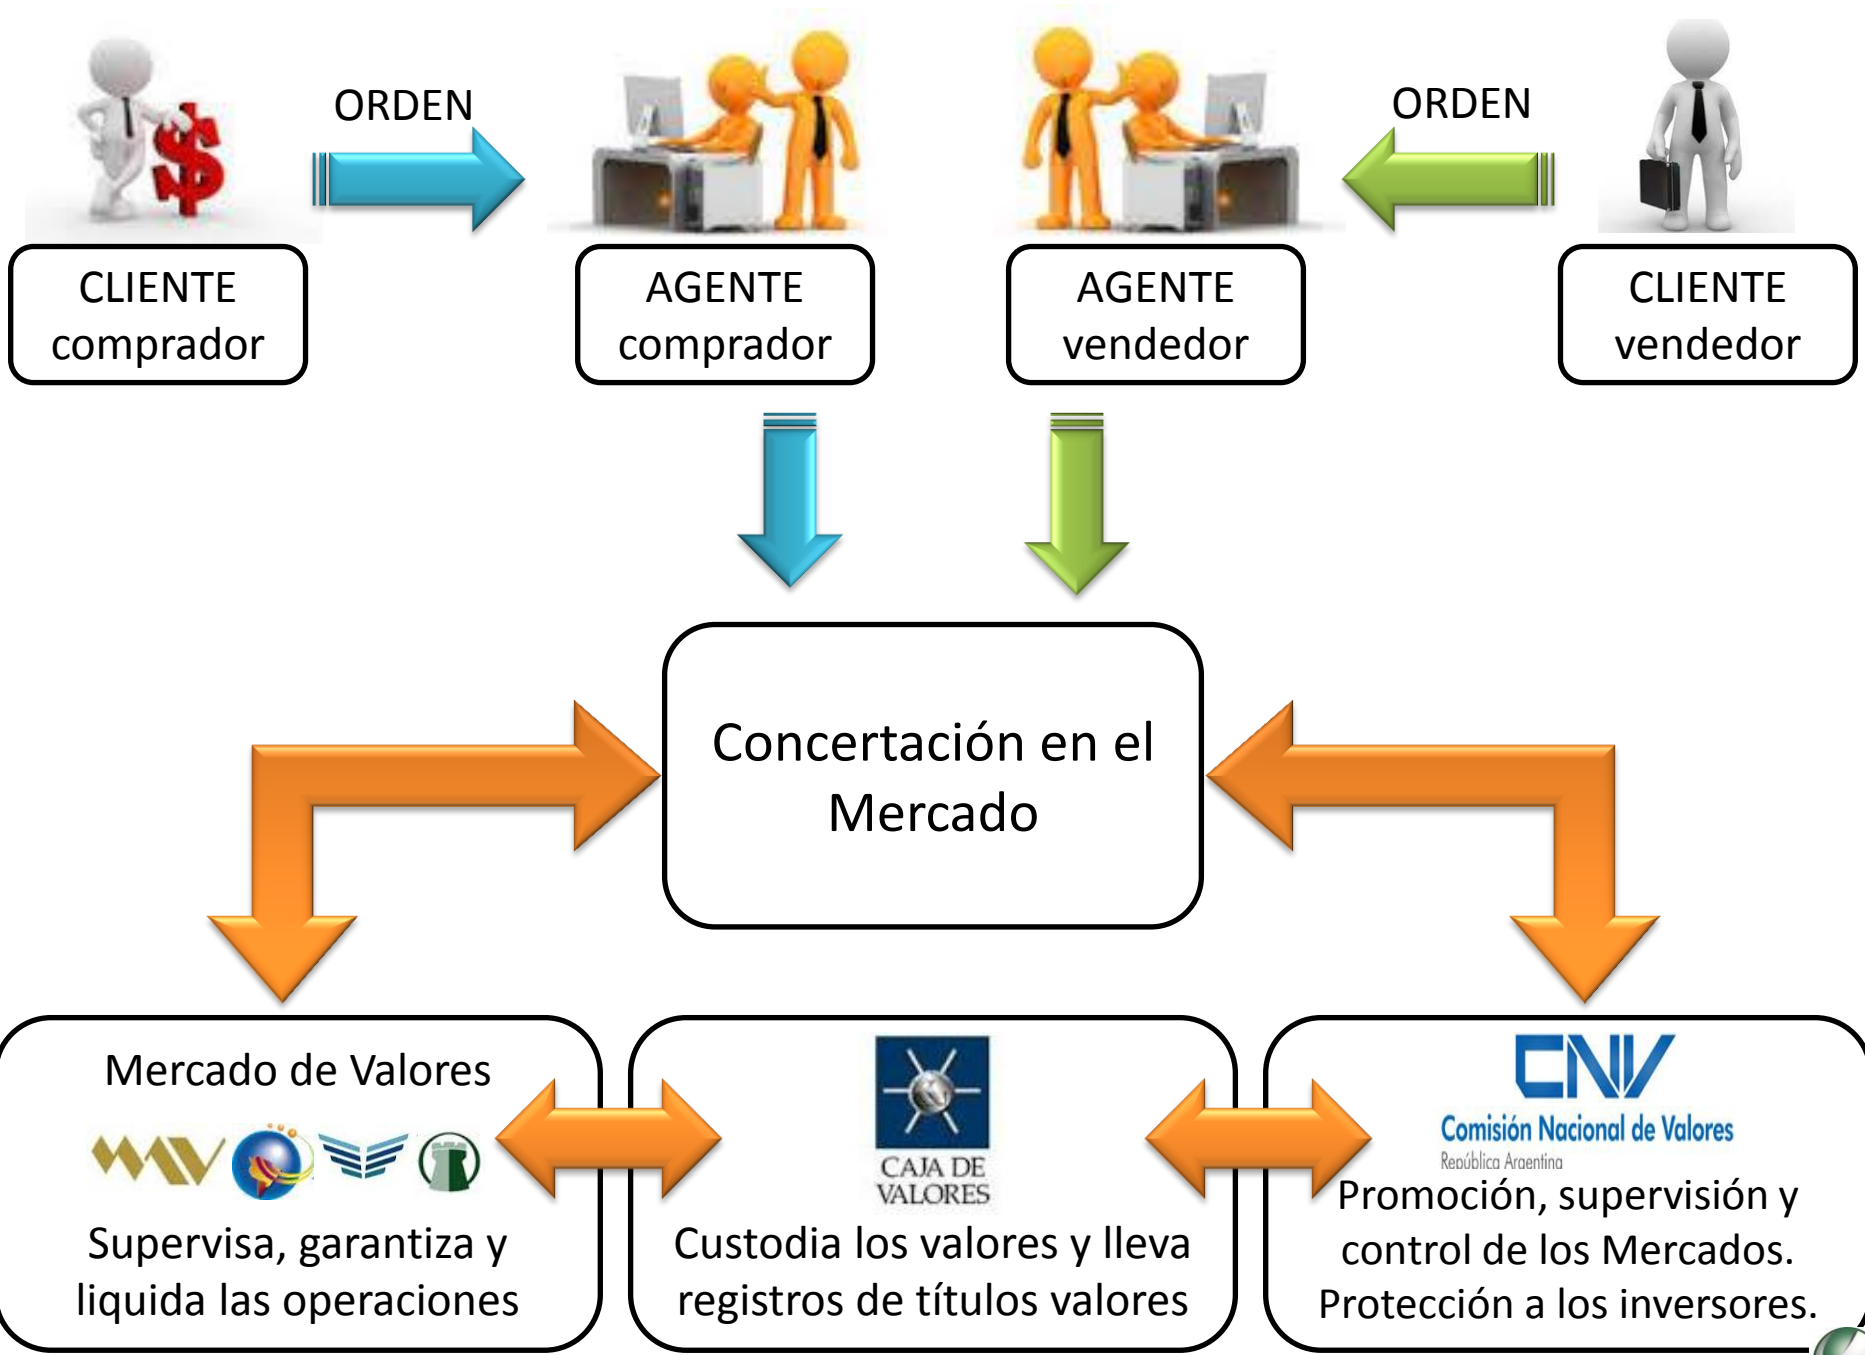 ORDEN
ORDEN
CLIENTE
comprador
AGENTE
comprador
AGENTE
vendedor
CLIENTE
vendedor
Concertación en el
Mercado
Mercado de Valores
Supervisa, garantiza y
liquida las operaciones
CAJA DE
VALORES
Custodia los valores y lleva
registros de títulos valores
CNV
Comisión Nacional de Valores
República Argentina
Promoción, supervisión y
control de los Mercados.
Protección a los inversores.